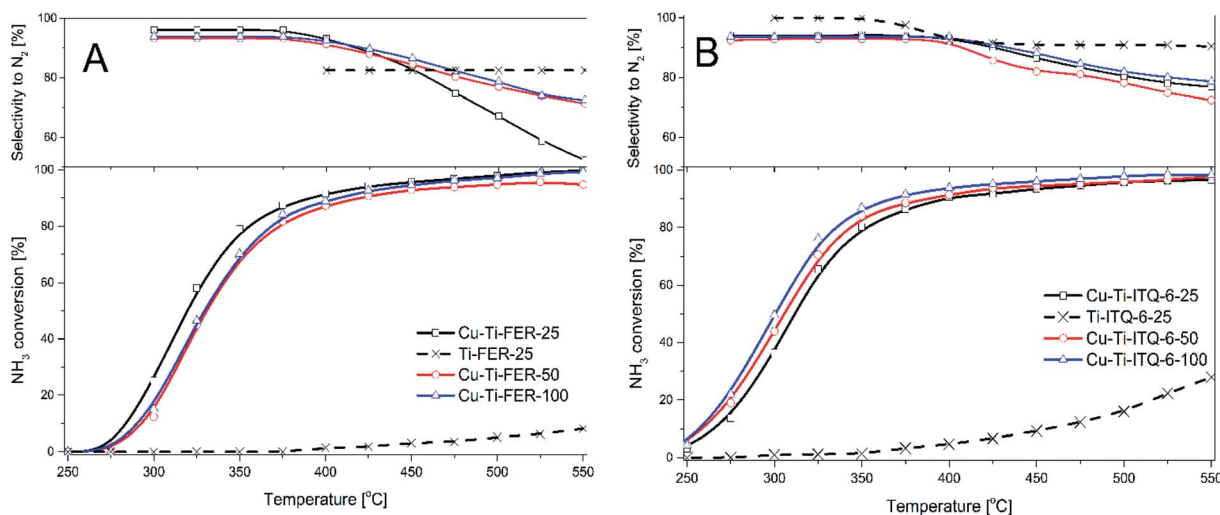 A
Selectivity to N2 [%]
100
80
60
NH3 conversion [%]
100
80
60
40
20
0
Cu-Ti-FER-25
Ti-FER-25
Cu-Ti-FER-50
Cu-Ti-FER-100
250 300 350 400 450 500 550
Temperature [°C]
B
Selectivity to N2 [%]
100
80
60
NH3 conversion [%]
100
80
60
40
20
0
Cu-Ti-ITQ-6-25
Ti-ITQ-6-25
Cu-Ti-ITQ-6-50
Cu-Ti-ITQ-6-100
250 300 350 400 450 500 550
Temperature [°C]